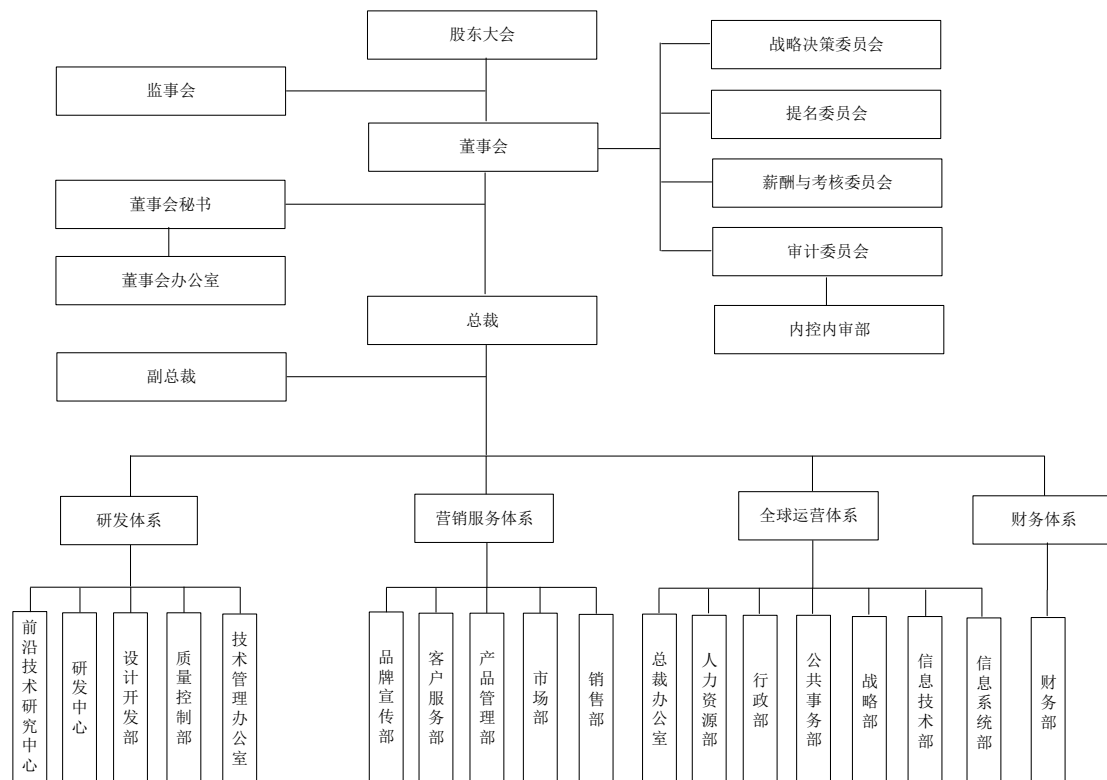 股东大会
战略决策委员会
监事会
提名委员会
董事会
薪酬与考核委员会
董事会秘书
审计委员会
董事会办公室
总裁
内控内审部
副总裁
研发体系
营销服务体系
全球运营体系
财务体系
前沿技术研究中心
研发中心
设计开发部
质量控制部
技术管理办公室
品牌宣传部
客户服务部
产品管理部
市场部
销售部
总裁办公室
人力资源部
行政部
公共事务部
战略部
信息技术部
信息系统部
财务部